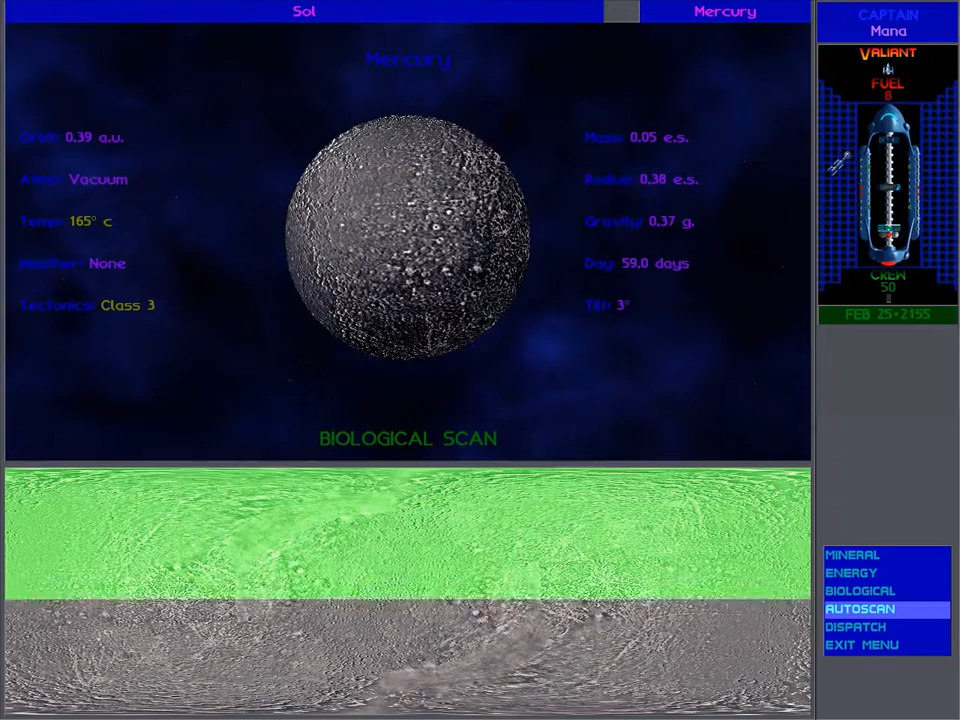 Sol
Mercury
Mercury
Orbit: 0.39 a.u.
Atmo: Vacuum
Temp: 165° c
Weather: None
Tectonics: Class 3
Mass: 0.05 e.s.
Radius: 0.38 e.s.
Gravity: 0.37 g.
Day: 59.0 days
Tilt: 3°
BIOLOGICAL SCAN
CAPTAIN
Mana
VALIANT
FUEL
8
CREW
50
FEB 25·2155
MINERAL
ENERGY
BIOLOGICAL
AUTOSCAN
DISPATCH
EXIT MENU